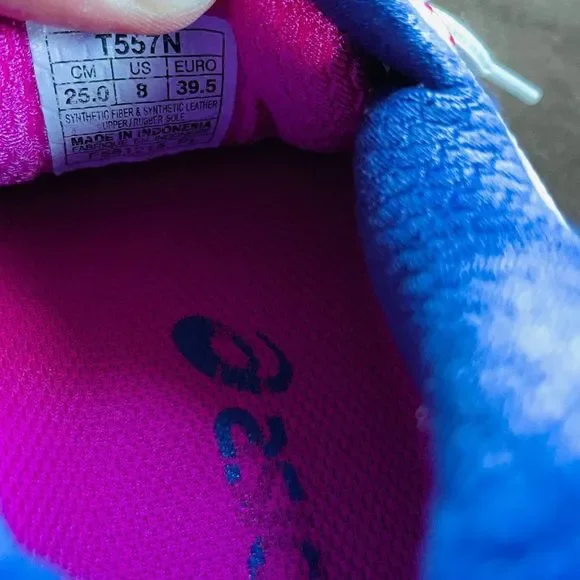 T557N
CM US EURO
25.0 8 39.5
SYNTHETIC FIBER & SYNTHETIC LEATHER
UPPER/RUBBER SOLE
MADE IN INDONESIA